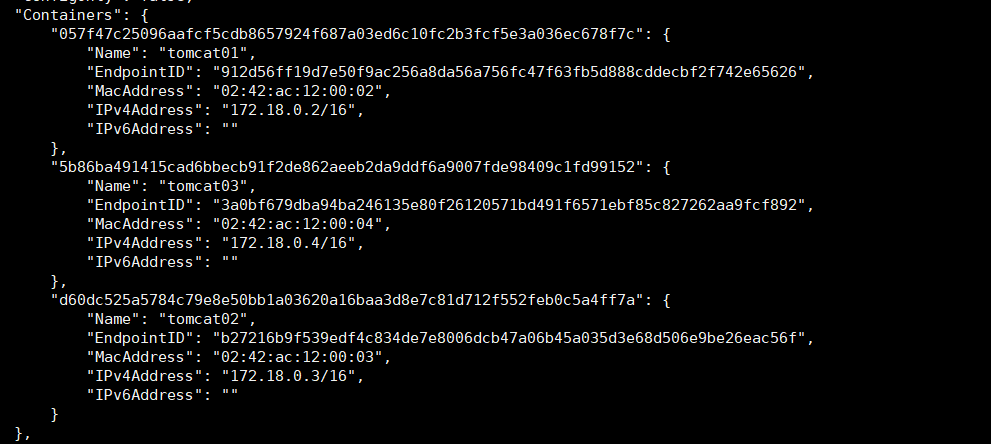 "Containers": {
"057f47c25096aafcf5cdb8657924f687a03ed6c10fc2b3fcf5e3a036ec678f7c": {
"Name": "tomcat01",
"EndpointID": "912d56ff19d7e50f9ac256a8da56a756fc47f63fb5d888cddecbf2f742e65626",
"MacAddress": "02:42:ac:12:00:02",
"IPv4Address": "172.18.0.2/16",
"IPv6Address": ""
},
"5b86ba491415cad6bbecb91f2de862aeeb2da9ddf6a9007fde98409c1fd99152": {
"Name": "tomcat03",
"EndpointID": "3a0bf679dba94ba246135e80f26120571bd491f6571ebf85c827262aa9fcf892",
"MacAddress": "02:42:ac:12:00:04",
"IPv4Address": "172.18.0.4/16",
"IPv6Address": ""
},
"d60dc525a5784c79e8e50bb1a03620a16baa3d8e7c81d712f552feb0c5a4ff7a": {
"Name": "tomcat02",
"EndpointID": "b27216b9f539edf4c834de7e8006dcb47a06b45a035d3e68d506e9be26eac56f",
"MacAddress": "02:42:ac:12:00:03",
"IPv4Address": "172.18.0.3/16",
"IPv6Address": ""
}
},